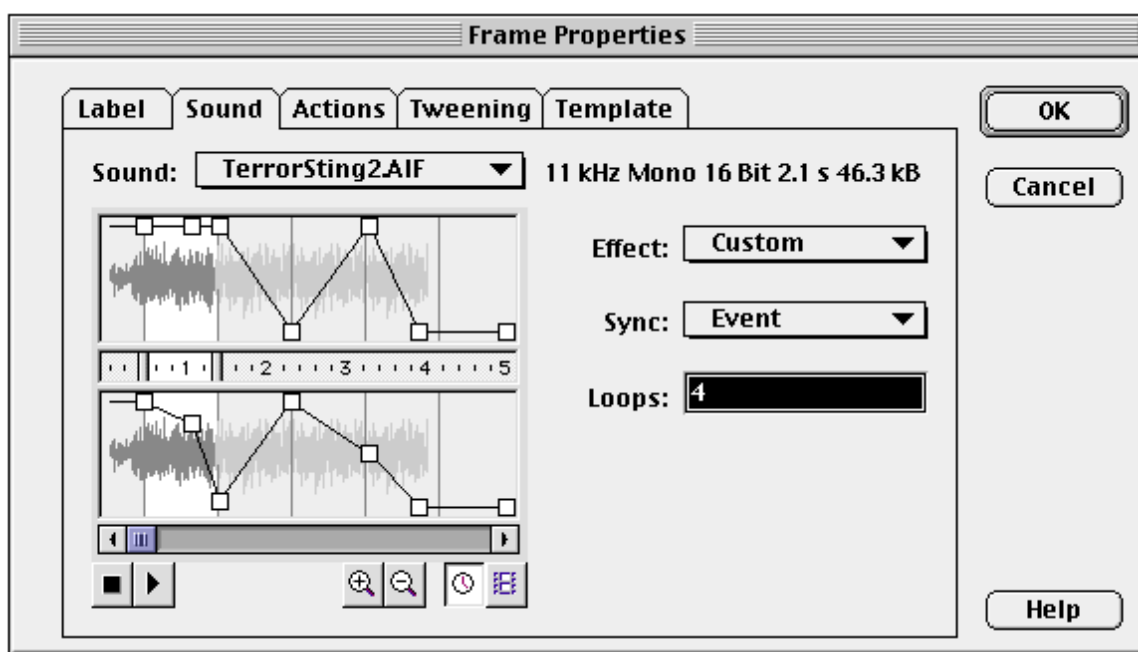 Frame Properties
Label Sound Actions Tweening Template
OK
Sound: TerrorSting2.AIF 11 kHz Mono 16 Bit 2.1 s 46.3 kB
Cancel
Effect: Custom
Sync: Event
1 2 3 4 5
Loops: 4
Help